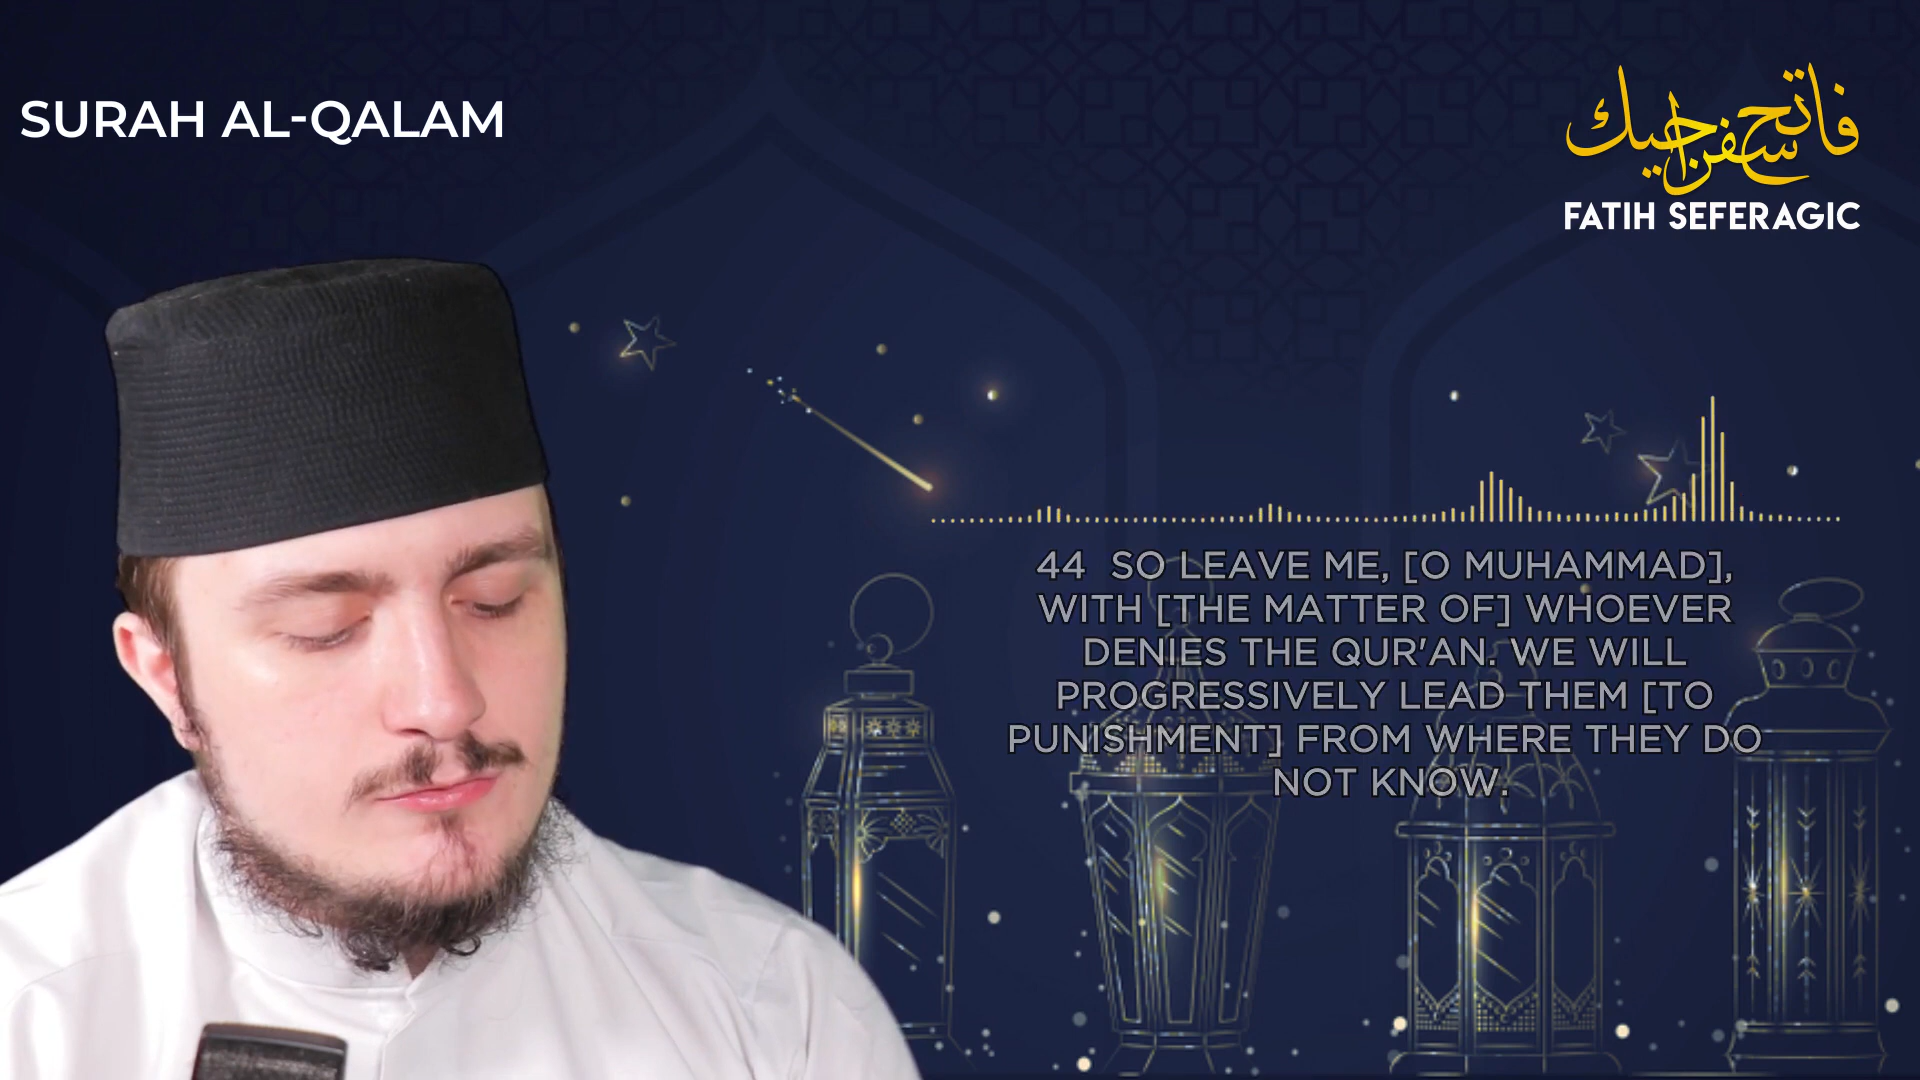 SURAH AL-QALAM
فاتح سفراجيك
FATIH SEFERAGIC
44 SO LEAVE ME, [O MUHAMMAD],
WITH [THE MATTER OF] WHOEVER
DENIES THE QUR'AN. WE WILL
PROGRESSIVELY LEAD THEM [TO
PUNISHMENT] FROM WHERE THEY DO
NOT KNOW.